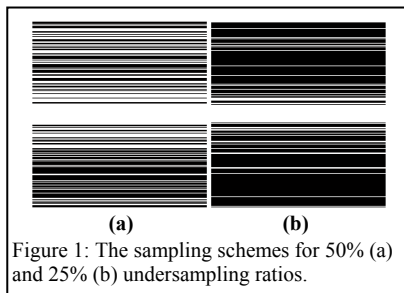 (a) (b)
Figure 1: The sampling schemes for 50% (a)
and 25% (b) undersampling ratios.